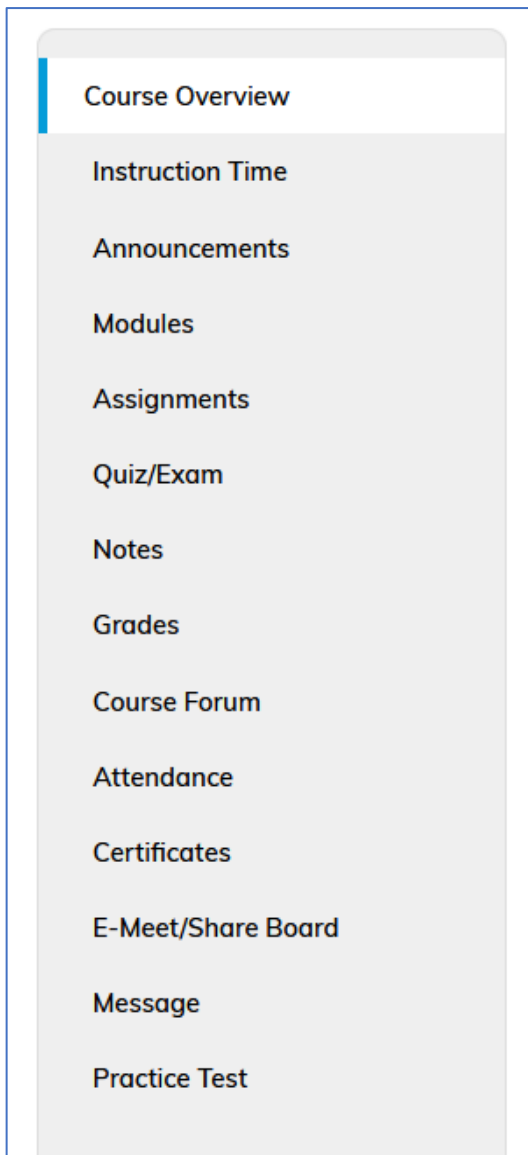 Course Overview
Instruction Time
Announcements
Modules
Assignments
Quiz/Exam
Notes
Grades
Course Forum
Attendance
Certificates
E-Meet/Share Board
Message
Practice Test